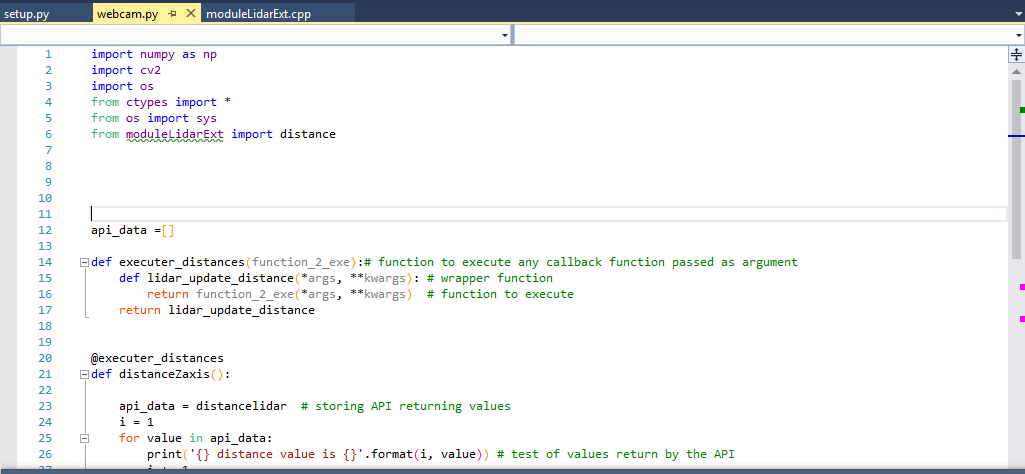 setup.py webcam.py moduleLidarExt.cpp
1 import numpy as np
2 import cv2
3 import os
4 from ctypes import *
5 from os import sys
6 from moduleLidarExt import distance
7
8
9
10
11
12 api_data =[]
13
14 def executer_distances(function_2_exe):# function to execute any callback function passed as argument
15 def lidar_update_distance(*args, **kwargs): # wrapper function
16 return function_2_exe(*args, **kwargs) # function to execute
17 return lidar_update_distance
18
19
20 @executer_distances
21 def distanceZaxis():
22
23 api_data = distancelidar # storing API returning values
24 i = 1
25 for value in api_data:
26 print('{} distance value is {}'.format(i, value)) # test of values return by the API